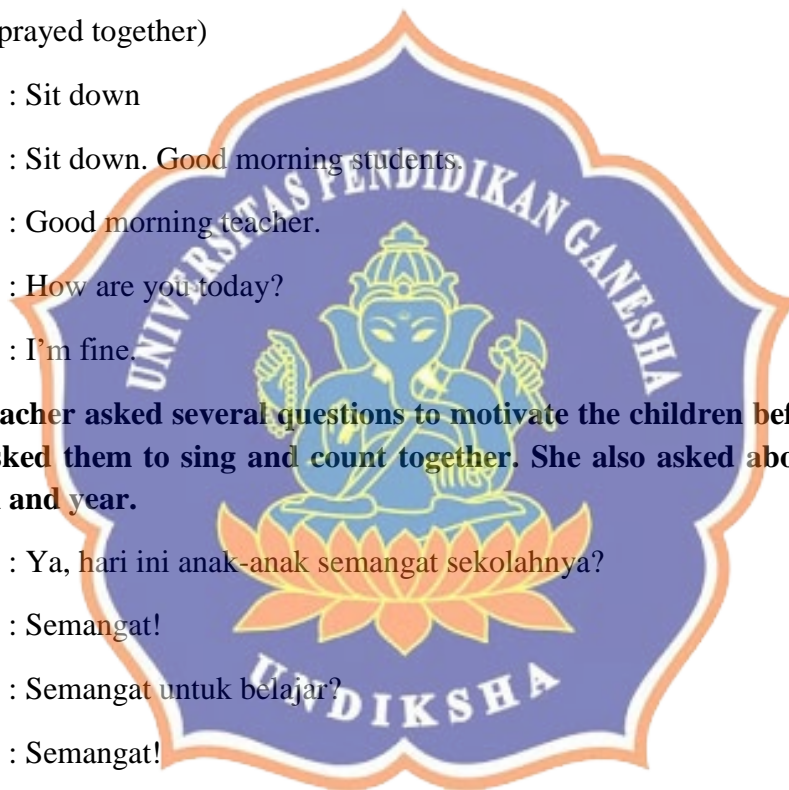 prayed together)
: Sit down
: Sit down. Good morning students.
: Good morning teacher.
: How are you today?
: I'm fine.
acher asked several questions to motivate the children bef
sked them to sing and count together. She also asked abo
and year.
: Ya, hari ini anak-anak semangat sekolahnya?
: Semangat!
: Semangat untuk belajar?
: Semangat!
UNIVERSITAS PENDIDIKAN GANESHA
UNDIKSHA